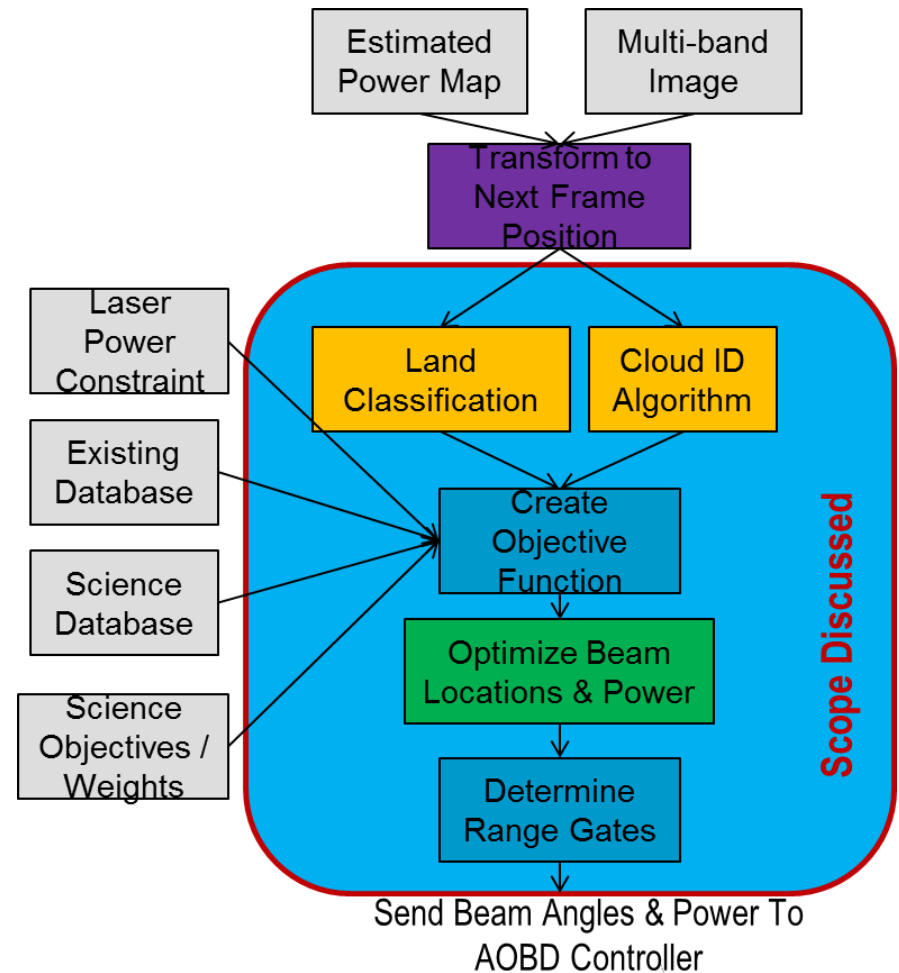 Estimated
Power Map
Multi-band
Image
Transform to
Next Frame
Position
Laser
Power
Constraint
Land
Classification
Cloud ID
Algorithm
Existing
Database
Create
Objective
Function
Science
Database
Optimize Beam
Locations & Power
Science
Objectives /
Weights
Determine
Range Gates
Scope Discussed
Send Beam Angles & Power To
AOBD Controller